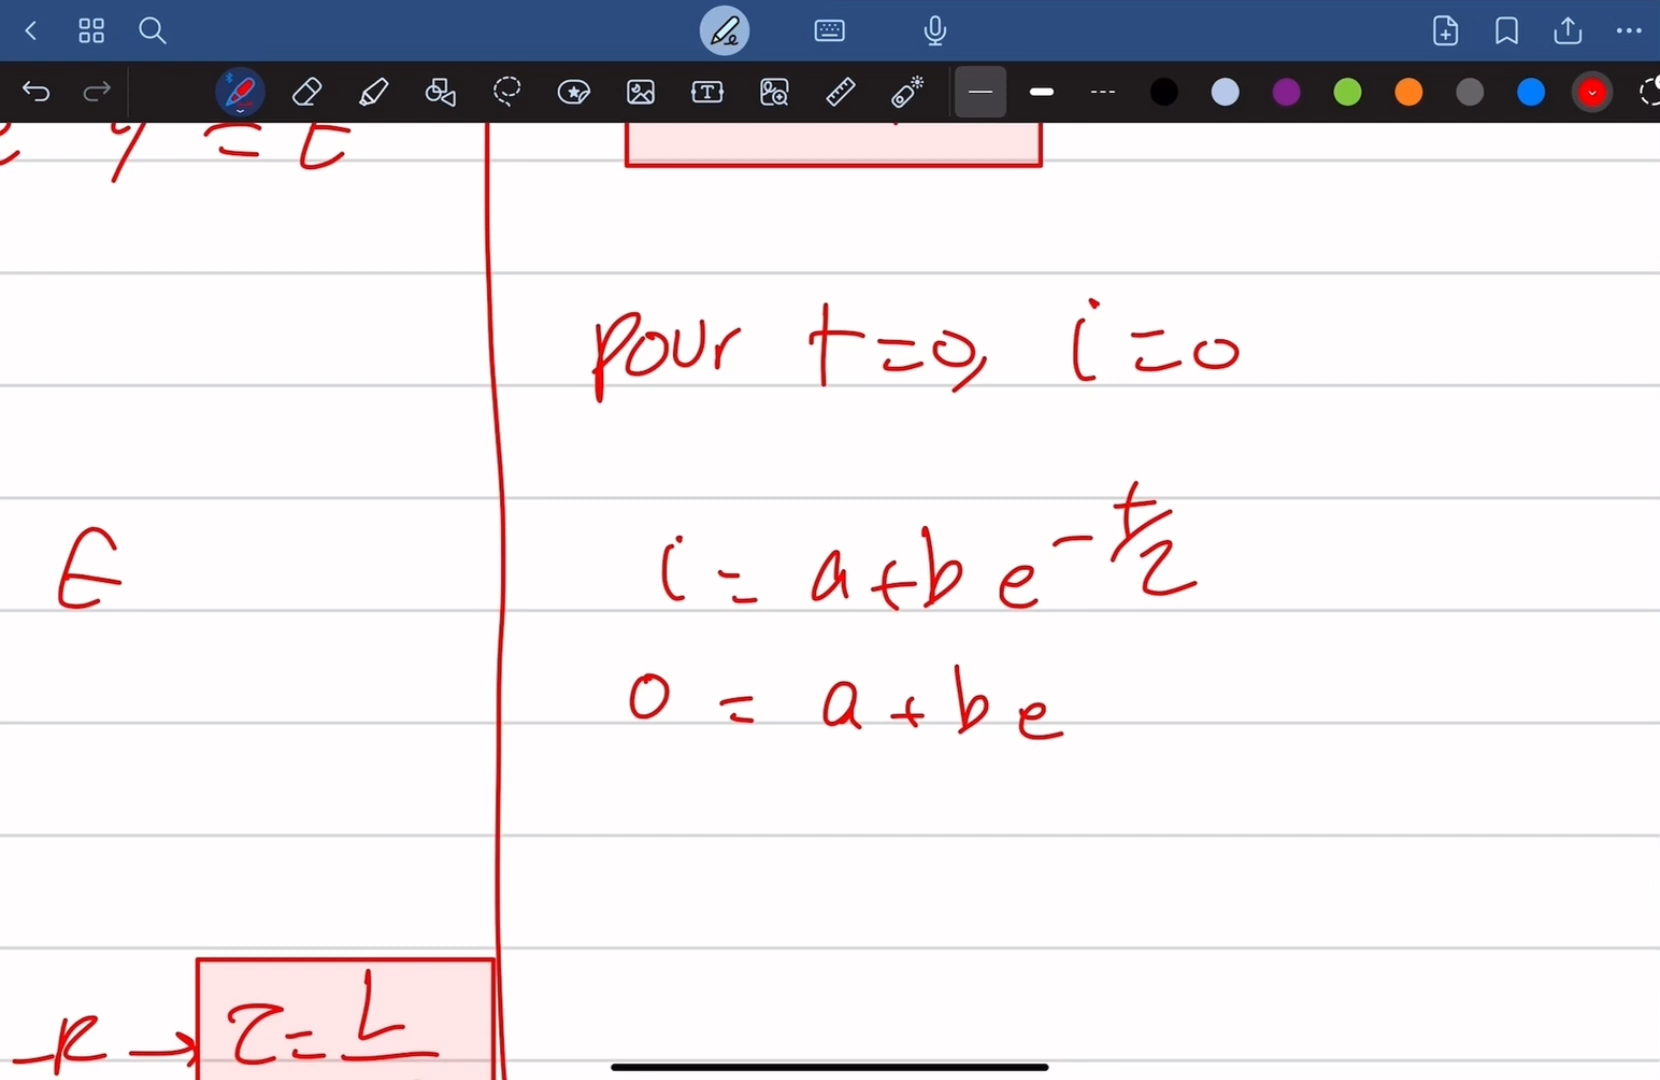 y = E
pour t=0, i=0
E
i = a+b e^-t/τ
0 = a+b e
-R → τ = L